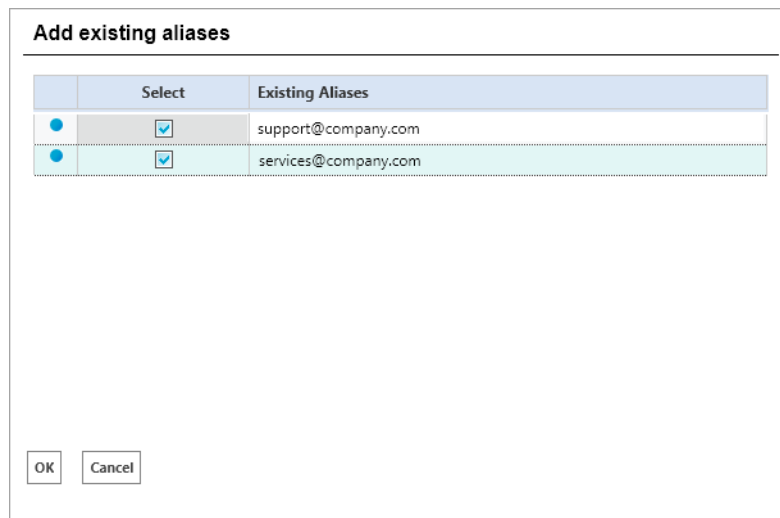 Add existing aliases
Select Existing Aliases
support@company.com
services@company.com
OK Cancel